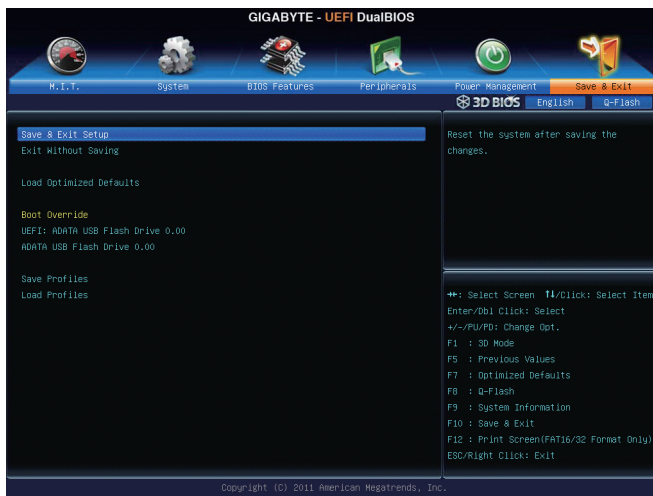 GIGABYTE - UEFI DualBIOS
M.I.T.
System
BIOS Features
Peripherals
Power Management
Save & Exit
3D BIOS
English
Q-Flash
Save & Exit Setup
Exit Without Saving
Load Optimized Defaults
Boot Override
UEFI: ADATA USB Flash Drive 0.00
ADATA USB Flash Drive 0.00
Save Profiles
Load Profiles
Reset the system after saving the
changes.
→←: Select Screen ↑↓/Click: Select Item
Enter/Dbl Click: Select
+/-/PU/PD: Change Opt.
F1 : 3D Mode
F5 : Previous Values
F7 : Optimized Defaults
F8 : Q-Flash
F9 : System Information
F10 : Save & Exit
F12 : Print Screen(FAT16/32 Format Only)
ESC/Right Click: Exit
Copyright (C) 2011 American Megatrends, Inc.